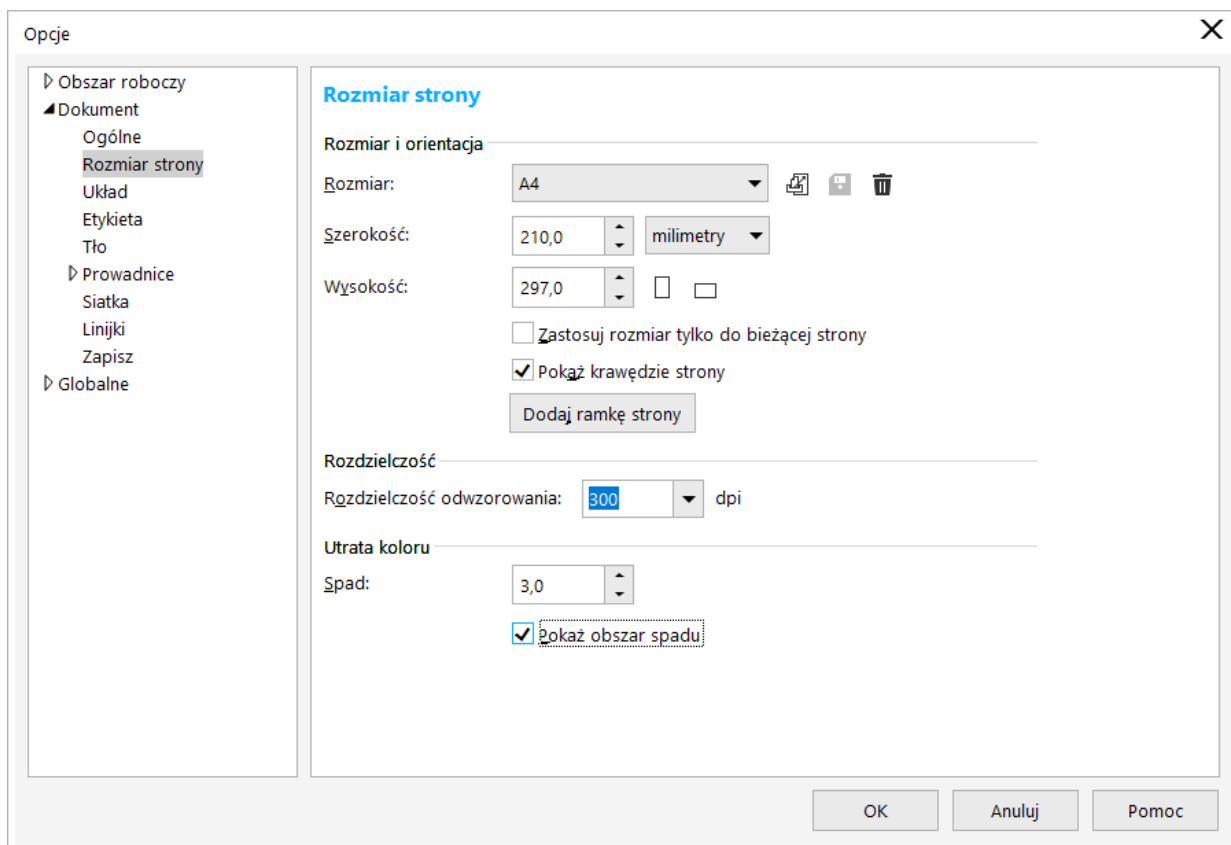 Opcje
Obszar roboczy
Dokument
Ogólne
Rozmiar strony
Układ
Etykieta
Tło
Prowadnice
Siatka
Linijki
Zapisz
Globalne
Rozmiar strony
Rozmiar i orientacja
Rozmiar: A4
Szerokość: 210,0 milimetry
Wysokość: 297,0
Zastosuj rozmiar tylko do bieżącej strony
Pokaż krawędzie strony
Dodaj ramkę strony
Rozdzielczość
Rozdzielczość odwzorowania: 300 dpi
Utrata koloru
Spad: 3,0
Pokaż obszar spadu
OK Anuluj Pomoc